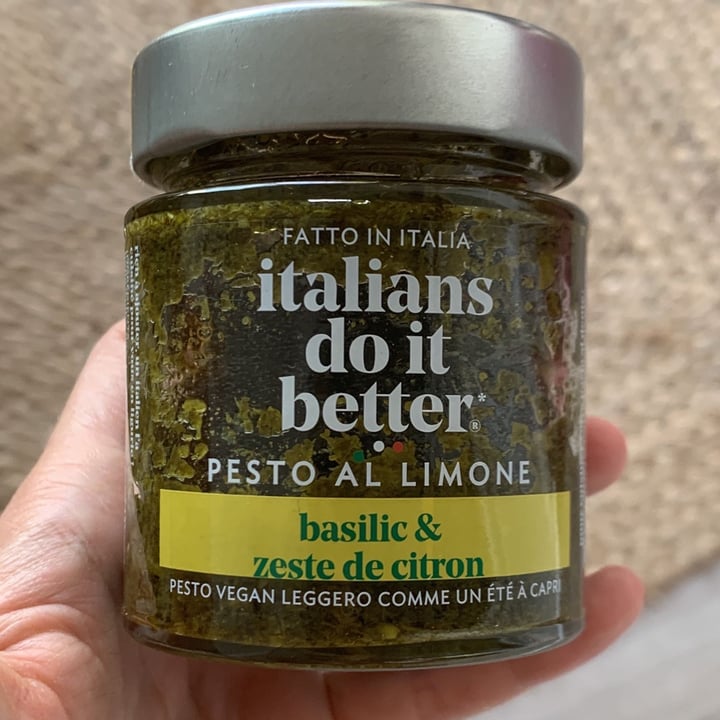 FATTO IN ITALIA
italians
do it
better*®
PESTO AL LIMONE
basilic &
zeste de citron
PESTO VEGAN LEGGERO COMME UN ÉTÉ À CAPRI